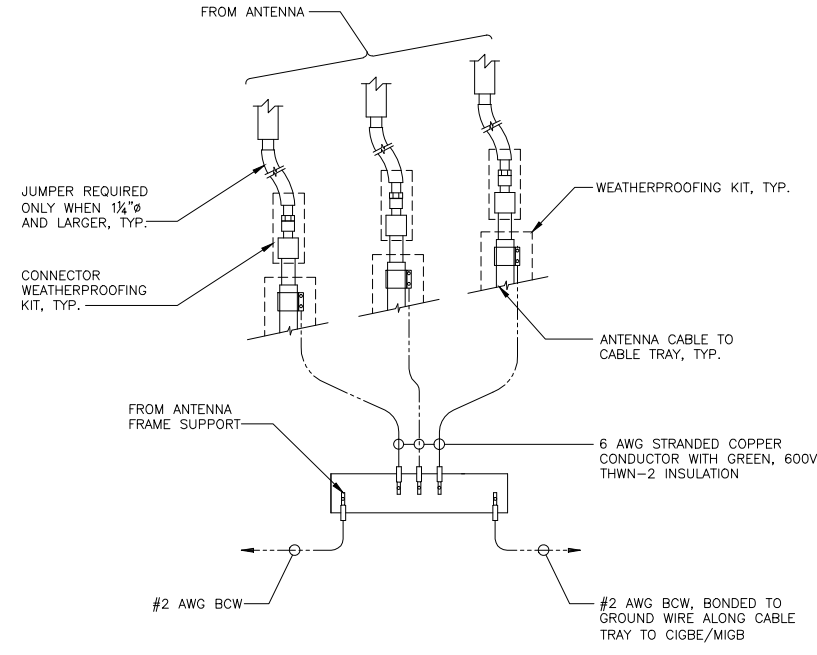 FROM ANTENNA
JUMPER REQUIRED
ONLY WHEN 1¼"ø
AND LARGER, TYP.
WEATHERPROOFING KIT, TYP.
CONNECTOR
WEATHERPROOFING
KIT, TYP.
ANTENNA CABLE TO
CABLE TRAY, TYP.
FROM ANTENNA
FRAME SUPPORT
6 AWG STRANDED COPPER
CONDUCTOR WITH GREEN, 600V
THWN-2 INSULATION
#2 AWG BCW
#2 AWG BCW, BONDED TO
GROUND WIRE ALONG CABLE
TRAY TO CIGBE/MIGB